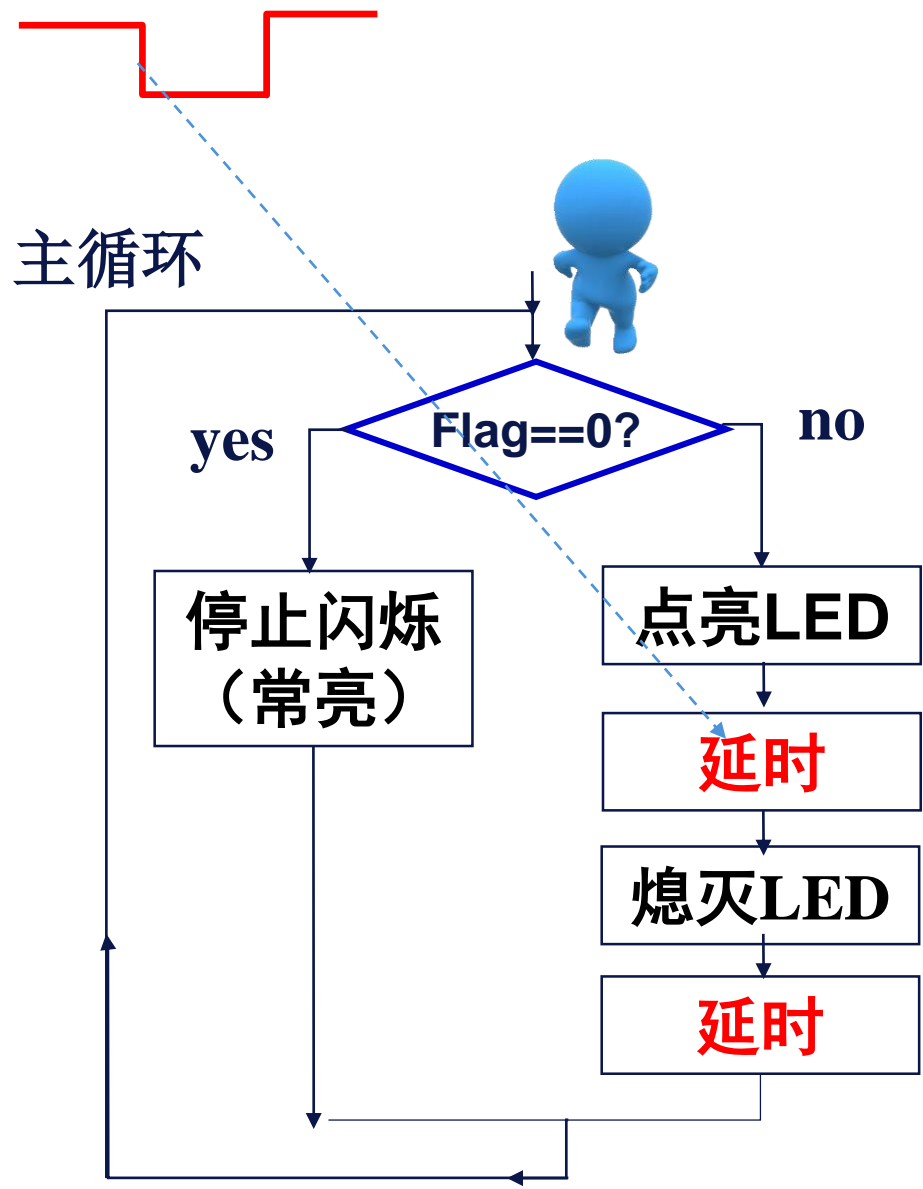 主循环
Flag==0?
yes
no
停止闪烁
（常亮）
点亮LED
延时
熄灭LED
延时